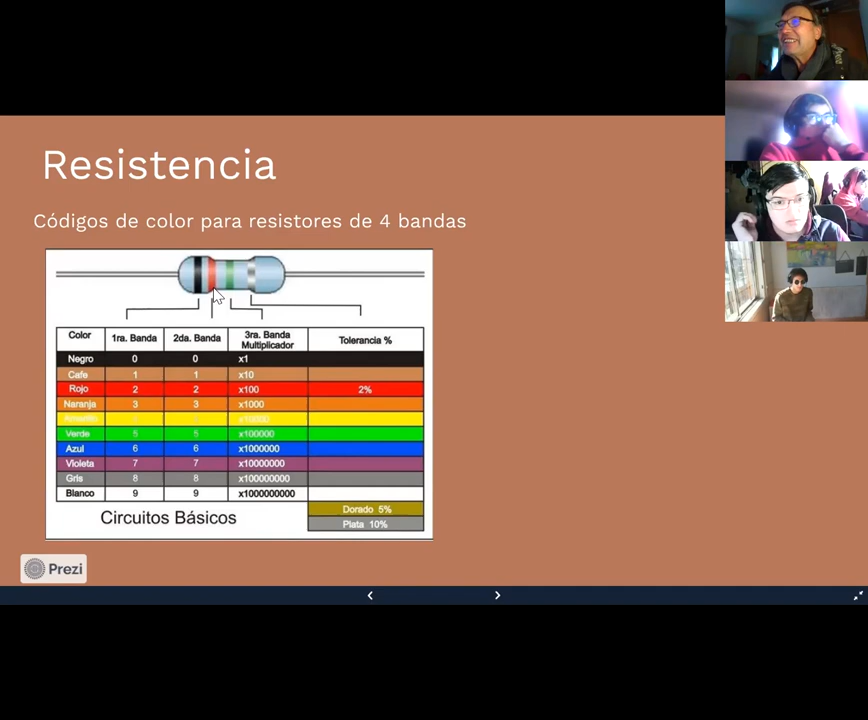 Resistencia
Códigos de color para resistores de 4 bandas
Color 1ra. Banda 2da. Banda 3ra. Banda Multiplicador Tolerancia %
Negro 0 0 x1
Cafe 1 1 x10
Rojo 2 2 x100 2%
Naranja 3 3 x1000
Verde 5 5 x100000
Azul 6 6 x1000000
Violeta 7 7 x10000000
Gris 8 8 x100000000
Blanco 9 9 x1000000000
Dorado 5%
Plata 10%
Circuitos Básicos
Prezi